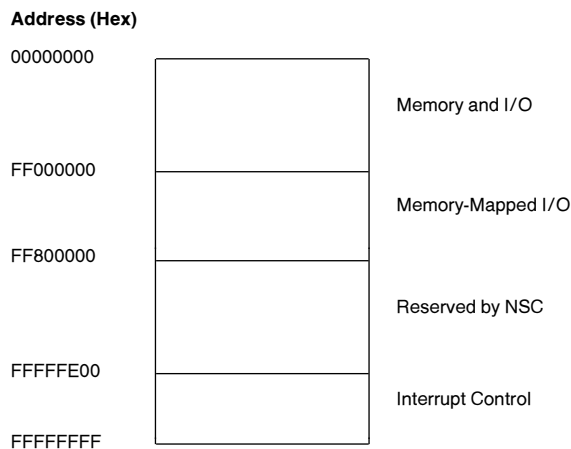 Address (Hex)
00000000
Memory and I/O
FF000000
Memory-Mapped I/O
FF800000
Reserved by NSC
FFFFFE00
Interrupt Control
FFFFFFFF